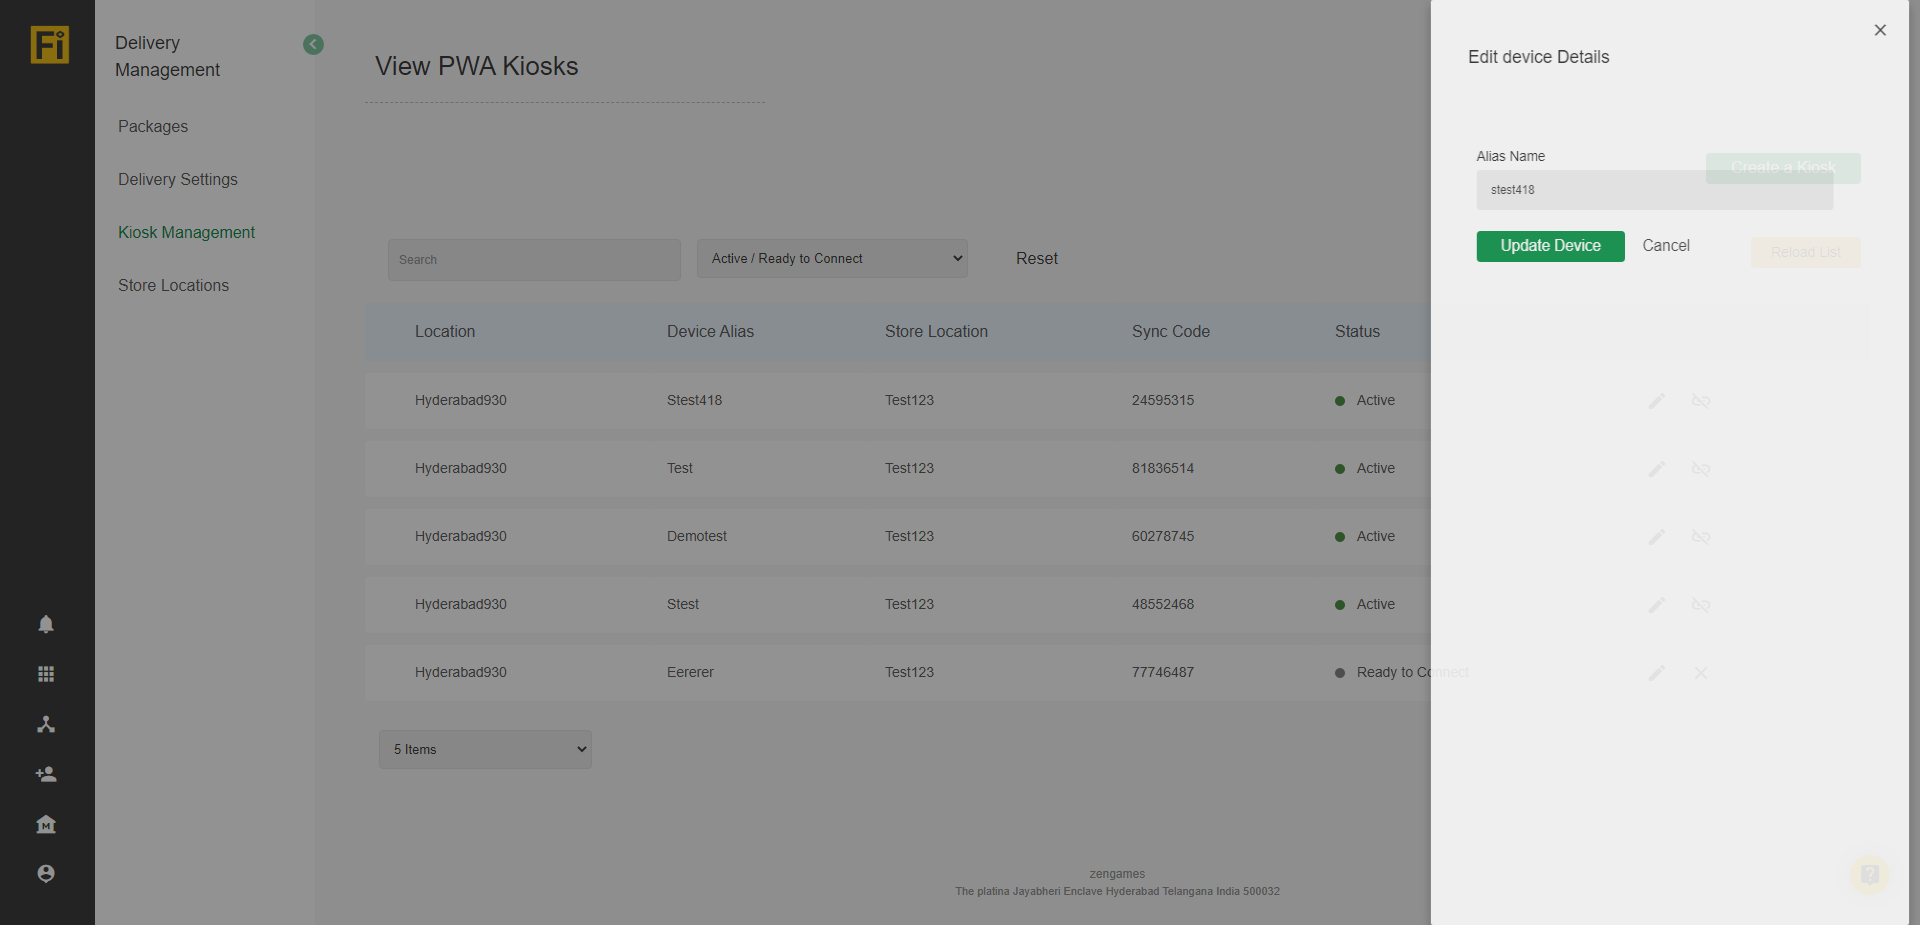 Fi
Delivery
Management
Packages
Delivery Settings
Kiosk Management
Store Locations
View PWA Kiosks
Search
Active / Ready to Connect
Reset
Location Device Alias Store Location Sync Code Status
Hyderabad930 Stest418 Test123 24595315 Active
Hyderabad930 Test Test123 81836514 Active
Hyderabad930 Demotest Test123 60278745 Active
Hyderabad930 Stest Test123 48552468 Active
Hyderabad930 Eererer Test123 77746487 Ready to Connect
5 Items
zengames
The platina Jayabheri Enclave Hyderabad Telangana India 500032
Edit device Details
Alias Name
Create a Kiosk
stest418
Update Device
Cancel
Reload List